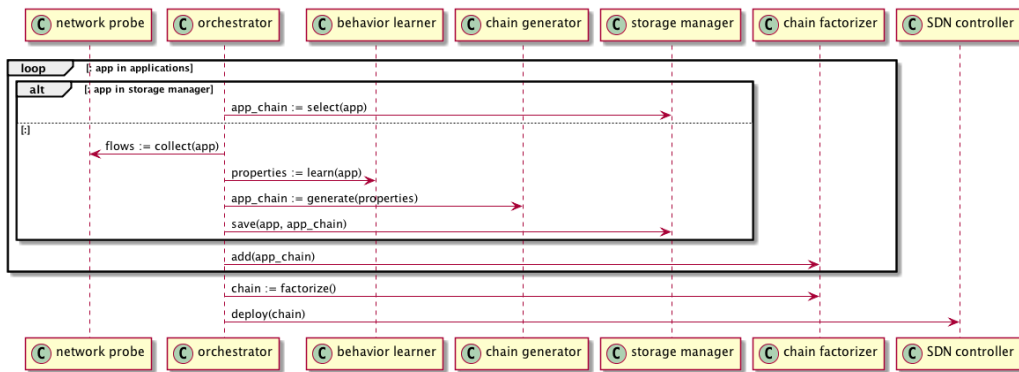 C network probe C orchestrator C behavior learner C chain generator C storage manager C chain factorizer C SDN controller
loop [: app in applications]
alt [: app in storage manager]
app_chain := select(app)
[:]
flows := collect(app)
properties := learn(app)
app_chain := generate(properties)
save(app, app_chain)
add(app_chain)
chain := factorize()
deploy(chain)
C network probe C orchestrator C behavior learner C chain generator C storage manager C chain factorizer C SDN controller